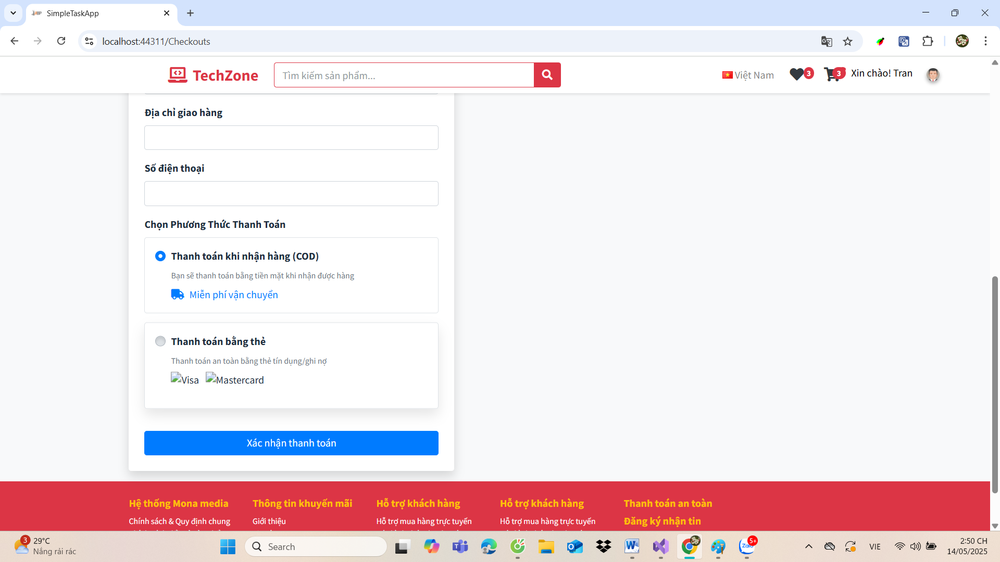 SimpleTaskApp
localhost:44311/Checkouts
TechZone
Tìm kiếm sản phẩm...
Việt Nam
3
3
Xin chào! Tran
Địa chỉ giao hàng
Số điện thoại
Chọn Phương Thức Thanh Toán
Thanh toán khi nhận hàng (COD)
Bạn sẽ thanh toán bằng tiền mặt khi nhận được hàng
Miễn phí vận chuyển
Thanh toán bằng thẻ
Thanh toán an toàn bằng thẻ tín dụng/ghi nợ
Visa Mastercard
Xác nhận thanh toán
Hệ thống Mona media
Thông tin khuyến mãi
Hỗ trợ khách hàng
Hỗ trợ khách hàng
Thanh toán an toàn
Chính sách & Quy định chung
Giới thiệu
Hỗ trợ mua hàng trực tuyến
Hỗ trợ mua hàng trực tuyến
Đăng ký nhận tin
3
29°C
Nắng rải rác
Search
Zalo
5+
VIE
2:50 CH
14/05/2025